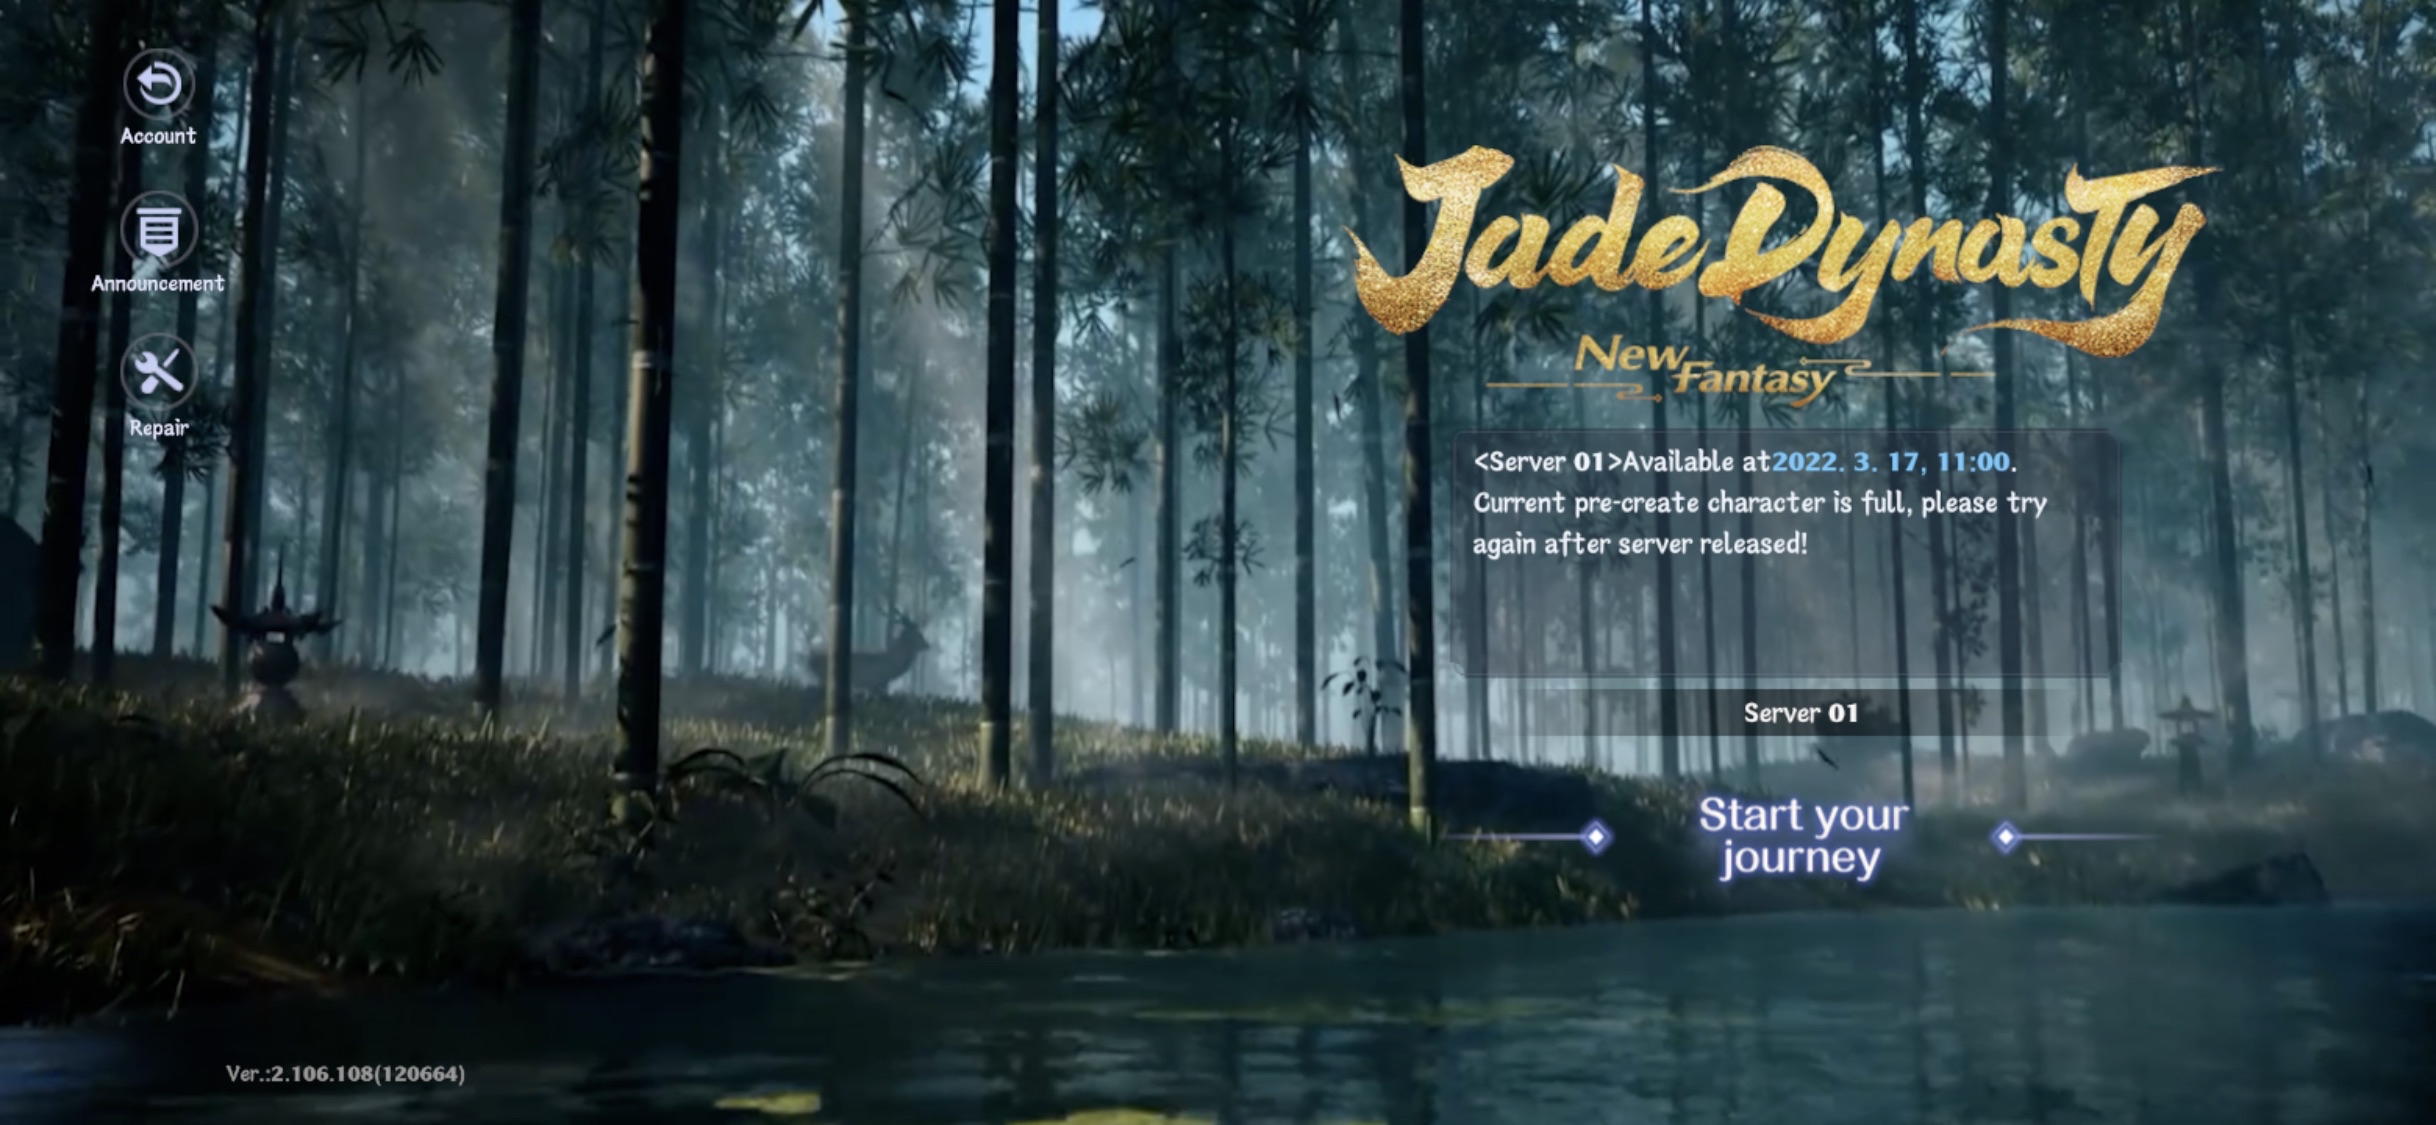 Account
Announcement
Repair
Jade Dynasty
New Fantasy
<Server 01>Available at2022. 3. 17, 11:00.
Current pre-create character is full, please try
again after server released!
Server 01
Start your
journey
Ver.:2.106.108(120664)